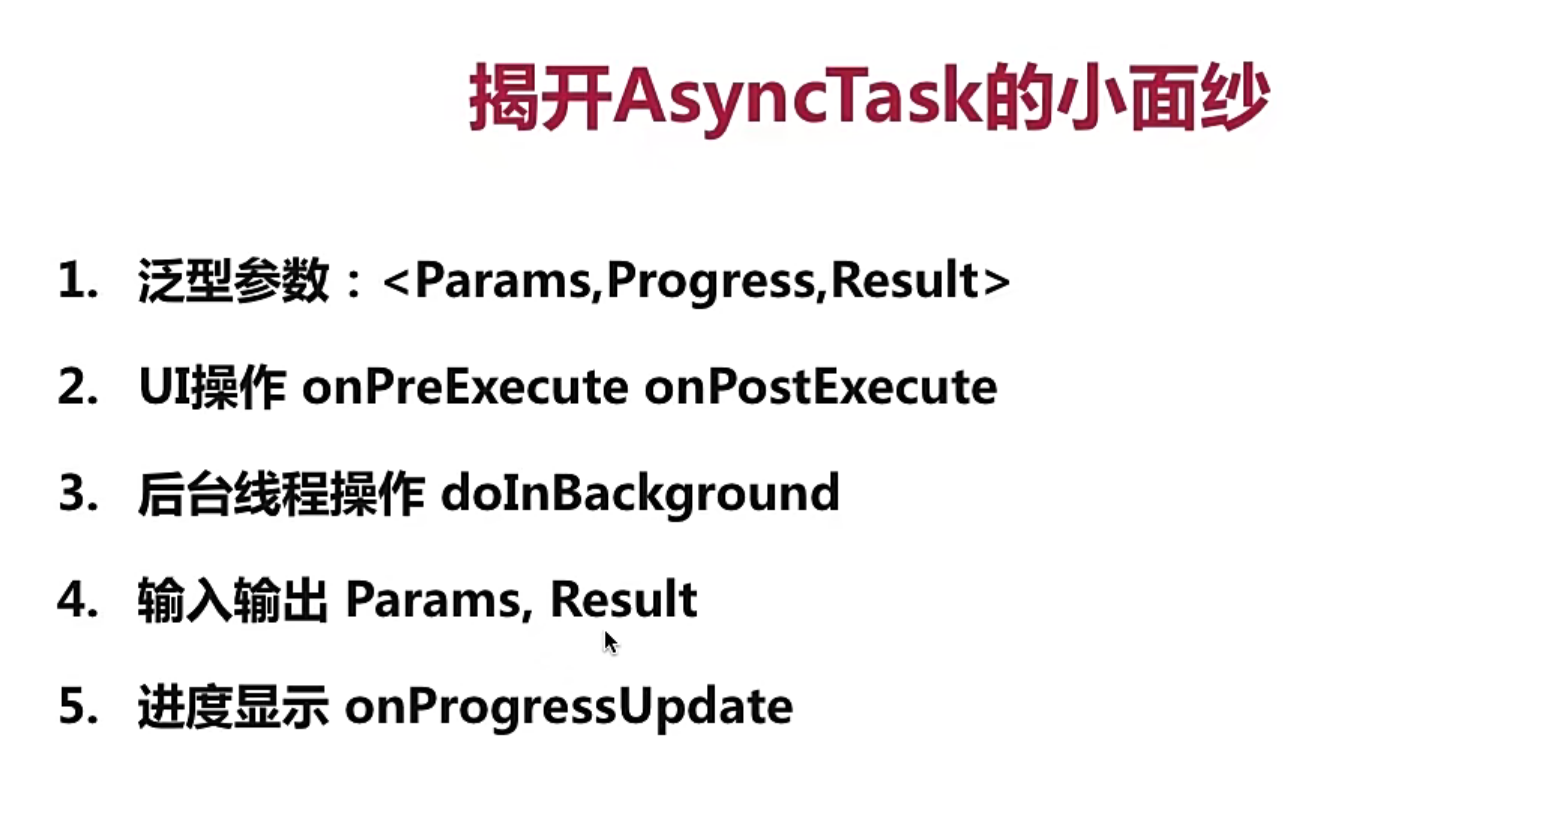 揭开AsyncTask的小面纱
1. 泛型参数：<Params,Progress,Result>
2. UI操作 onPreExecute onPostExecute
3. 后台线程操作 doInBackground
4. 输入输出 Params, Result
5. 进度显示 onProgressUpdate